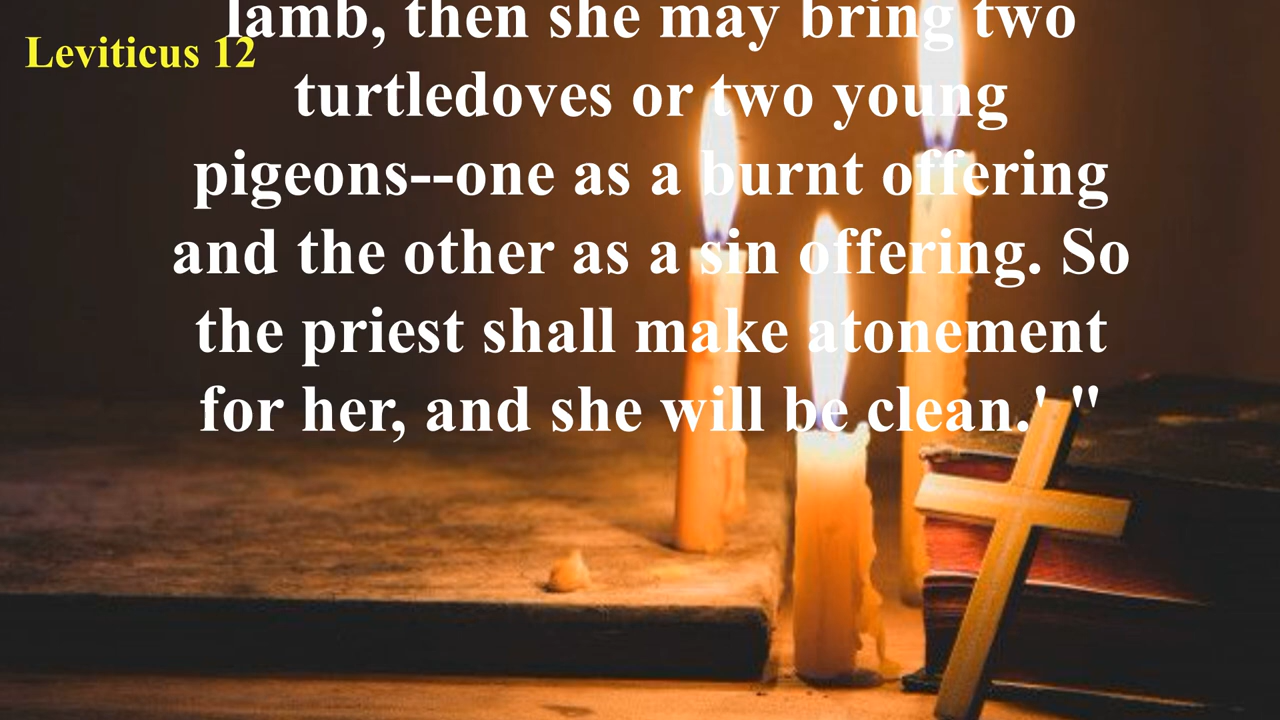 lamb, then she may bring two
Leviticus 12
turtledoves or two young
pigeons--one as a burnt offering
and the other as a sin offering. So
the priest shall make atonement
for her, and she will be clean.' "